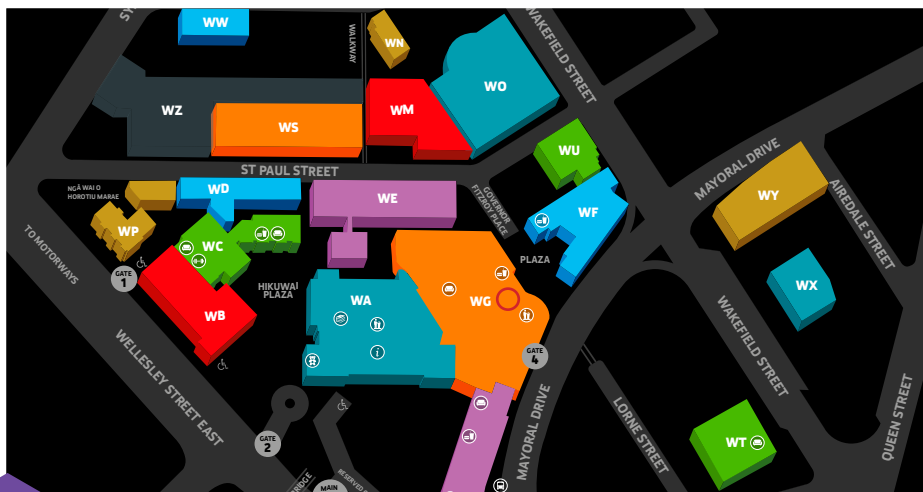 SY
WW
WALKWAY
WN
WAKEFIELD STREET
WZ
WS
WM
WO
ST PAUL STREET
WU
MAYORAL DRIVE
NGĀ WAI O
HOROTIU MARAE
WD
WE
GOVERNOR
FITZROY PLACE
WF
WY
AIREDALE STREET
WP
WC
PLAZA
TO MOTORWAYS
GATE
1
HIKUWAI
PLAZA
WA
WG
WX
WB
i
GATE
4
WAKEFIELD STREET
WELLESLEY STREET EAST
MAYORAL DRIVE
LORNE STREET
QUEEN STREET
GATE
2
WT
RIDGE
RESERVED
MAIN